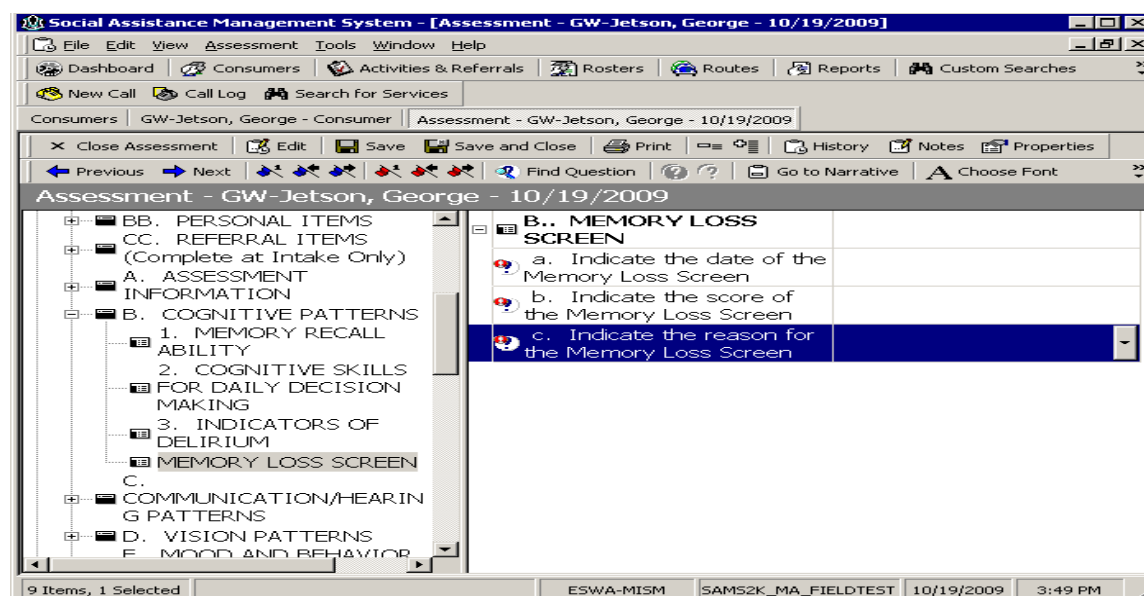 Social Assistance Management System - [Assessment - GW-Jetson, George - 10/19/2009]
File Edit View Assessment Tools Window Help
Dashboard Consumers Activities & Referrals Rosters Routes Reports Custom Searches
New Call Call Log Search for Services
Consumers GW-Jetson, George - Consumer Assessment - GW-Jetson, George - 10/19/2009
Close Assessment Edit Save Save and Close Print History Notes Properties
Previous Next Find Question Go to Narrative Choose Font
Assessment - GW-Jetson, George - 10/19/2009
BB. PERSONAL ITEMS
CC. REFERRAL ITEMS
(Complete at Intake Only)
A. ASSESSMENT
INFORMATION
B. COGNITIVE PATTERNS
1. MEMORY RECALL
ABILITY
2. COGNITIVE SKILLS
FOR DAILY DECISION
MAKING
3. INDICATORS OF
DELIRIUM
MEMORY LOSS SCREEN
C.
COMMUNICATION/HEARIN
G PATTERNS
D. VISION PATTERNS
E. MOOD AND BEHAVIOR
B.. MEMORY LOSS
SCREEN
a. Indicate the date of the
Memory Loss Screen
b. Indicate the score of
the Memory Loss Screen
c. Indicate the reason for
the Memory Loss Screen
9 Items, 1 Selected ESWA-MISM SAMS2K_MA_FIELDTEST 10/19/2009 3:49 PM